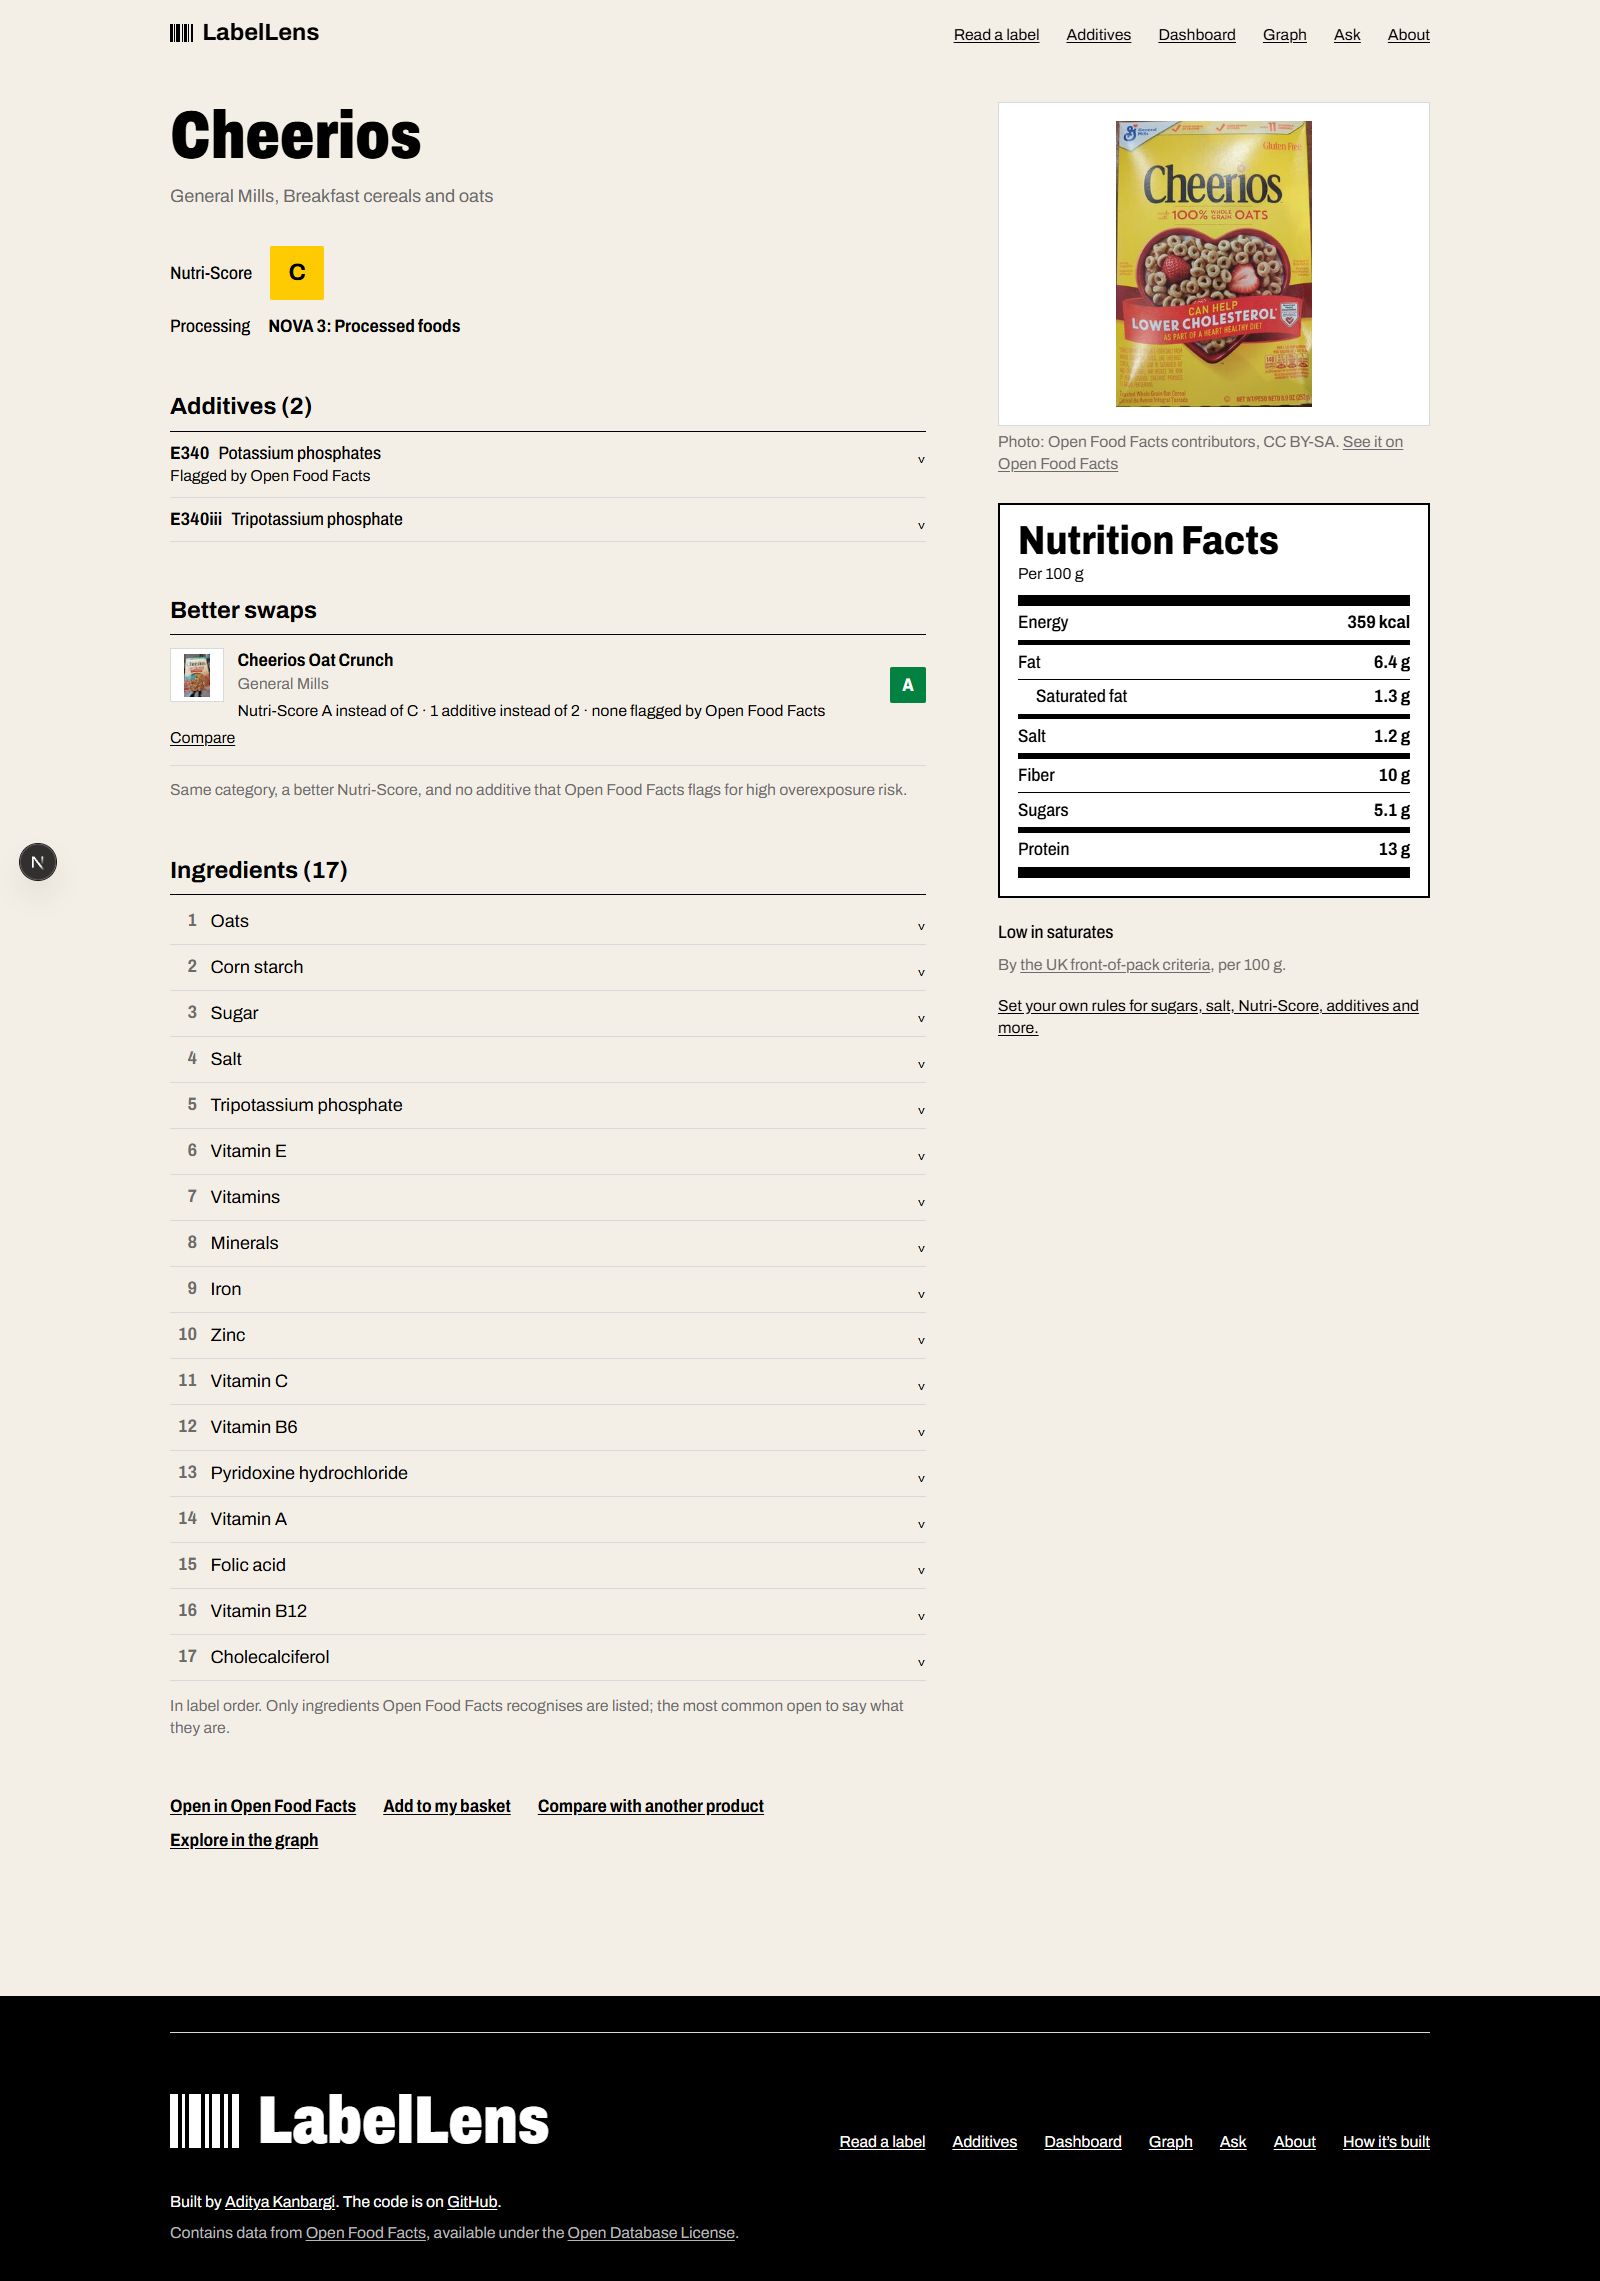 LabelLens
Read a label Additives Dashboard Graph Ask About
Cheerios
General Mills, Breakfast cereals and oats
Nutri-Score C
Processing NOVA 3: Processed foods
Additives (2)
E340 Potassium phosphates v
Flagged by Open Food Facts
E340iii Tripotassium phosphate v
Better swaps
Cheerios Oat Crunch
General Mills
A
Nutri-Score A instead of C · 1 additive instead of 2 · none flagged by Open Food Facts
Compare
Same category, a better Nutri-Score, and no additive that Open Food Facts flags for high overexposure risk.
Ingredients (17)
1 Oats v
2 Corn starch v
3 Sugar v
4 Salt v
5 Tripotassium phosphate v
6 Vitamin E v
7 Vitamins v
8 Minerals v
9 Iron v
10 Zinc v
11 Vitamin C v
12 Vitamin B6 v
13 Pyridoxine hydrochloride v
14 Vitamin A v
15 Folic acid v
16 Vitamin B12 v
17 Cholecalciferol v
In label order. Only ingredients Open Food Facts recognises are listed; the most common open to say what
they are.
Open in Open Food Facts Add to my basket Compare with another product
Explore in the graph
N
General
Mills
11
Gluten Free
Cheerios
100% WHOLE GRAIN OATS
CAN HELP
LOWER CHOLESTEROL*
AS PART OF A HEART HEALTHY DIET
Photo: Open Food Facts contributors, CC BY-SA. See it on
Open Food Facts
Nutrition Facts
Per 100 g
Energy 359 kcal
Fat 6.4 g
Saturated fat 1.3 g
Salt 1.2 g
Fiber 10 g
Sugars 5.1 g
Protein 13 g
Low in saturates
By the UK front-of-pack criteria, per 100 g.
Set your own rules for sugars, salt, Nutri-Score, additives and
more.
LabelLens
Read a label Additives Dashboard Graph Ask About How it's built
Built by Aditya Kanbargi. The code is on GitHub.
Contains data from Open Food Facts, available under the Open Database License.